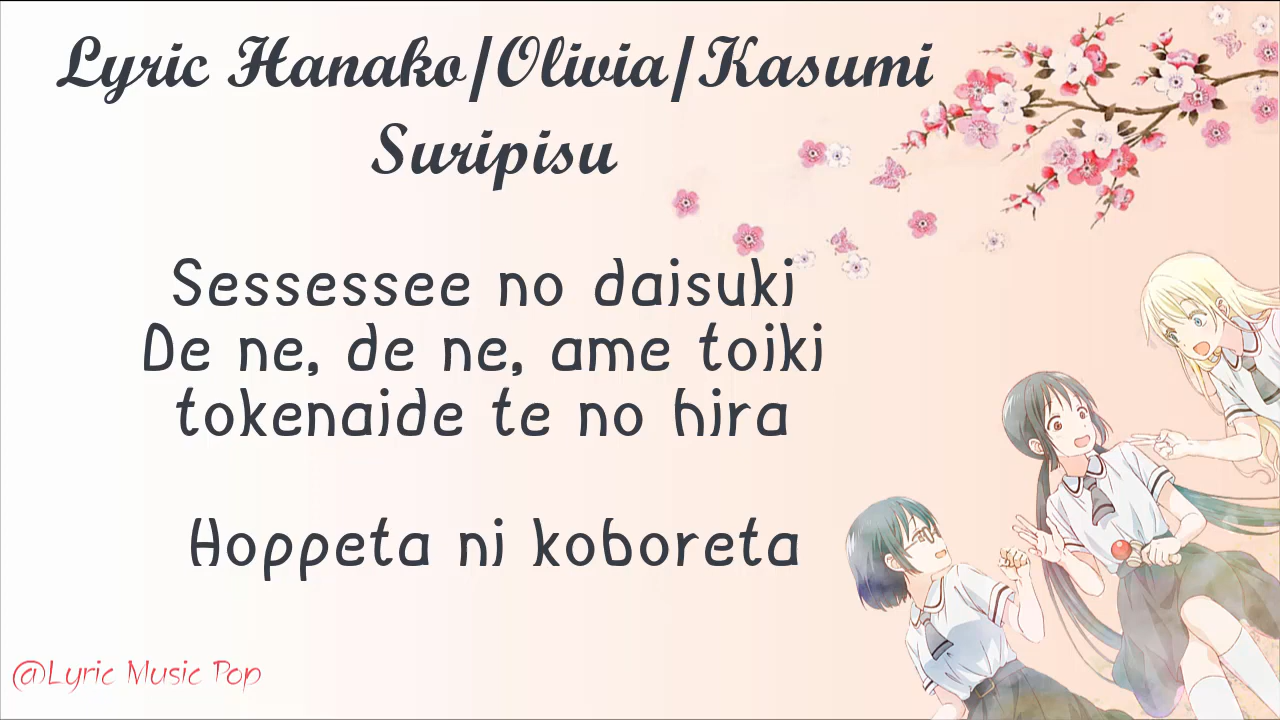 Lyric Hanako/Olivia/Kasumi
Suripisu
Sessessee no daisuki
De ne, de ne, ame toiki
tokenaide te no hira
Hoppeta ni koboreta
@Lyric Music Pop